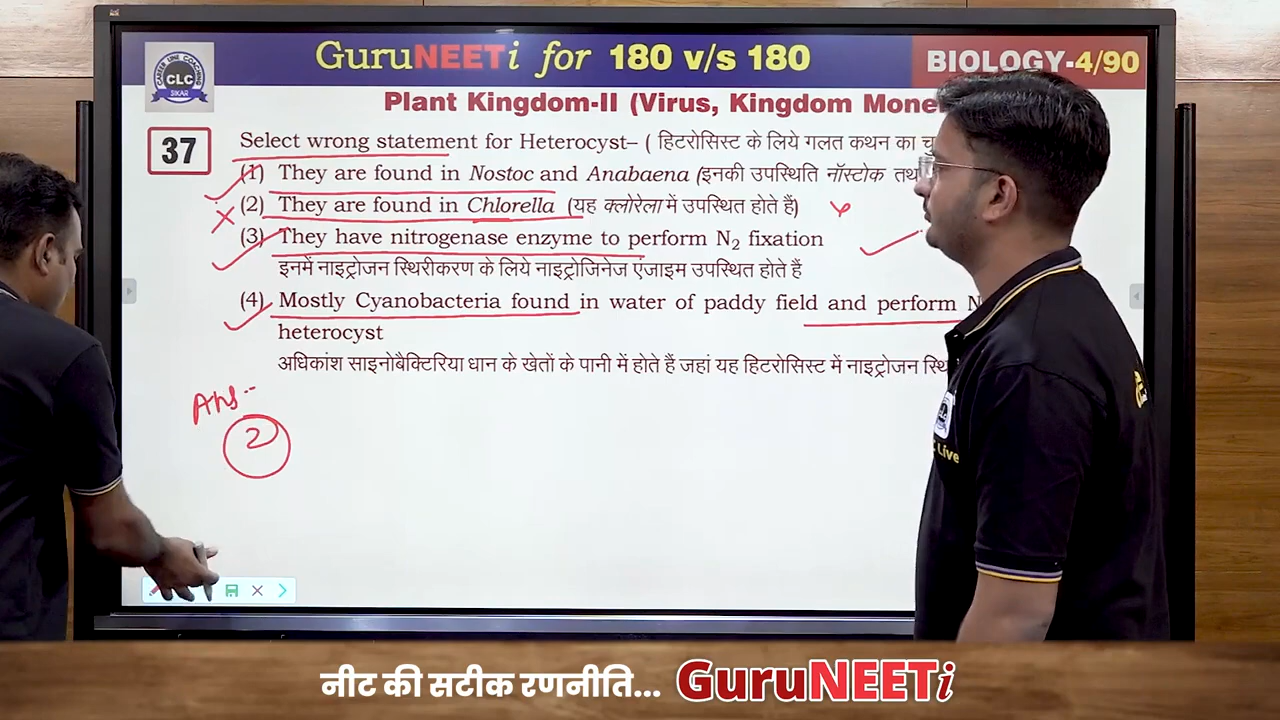 GuruNEETi for 180 v/s 180
BIOLOGY-4/90
CLC
SIKAR
Plant Kingdom-II (Virus, Kingdom
37
Select wrong statement for Heterocyst– ( हिटरोसिस्ट के लिये गलत कथन का
(1) They are found in Nostoc and Anabaena (इनकी उपस्थिति नॉस्टोक
(2) They are found in Chlorella (यह क्लोरेला में उपस्थित होते हैं)
(3) They have nitrogenase enzyme to perform N2 fixation
इनमें नाइट्रोजन स्थिरीकरण के लिये नाइट्रोजिनेज एंजाइम उपस्थित होते है
(4) Mostly Cyanobacteria found in water of paddy field and perform
heterocyst
अधिकांश साइनोबैक्टिरिया धान के खेतों के पानी में होते हैं जहां यह हिटरोसिस्ट में
Ans:-
2
Live
नीट की सटीक रणनीति... GuruNEETi